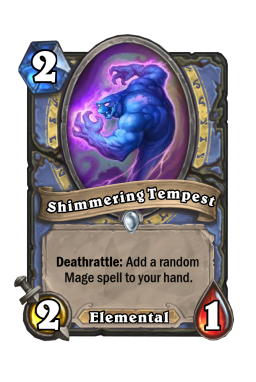 2
Shimmering Tempest
Deathrattle: Add a random
Mage spell to your hand.
2
Elemental
1